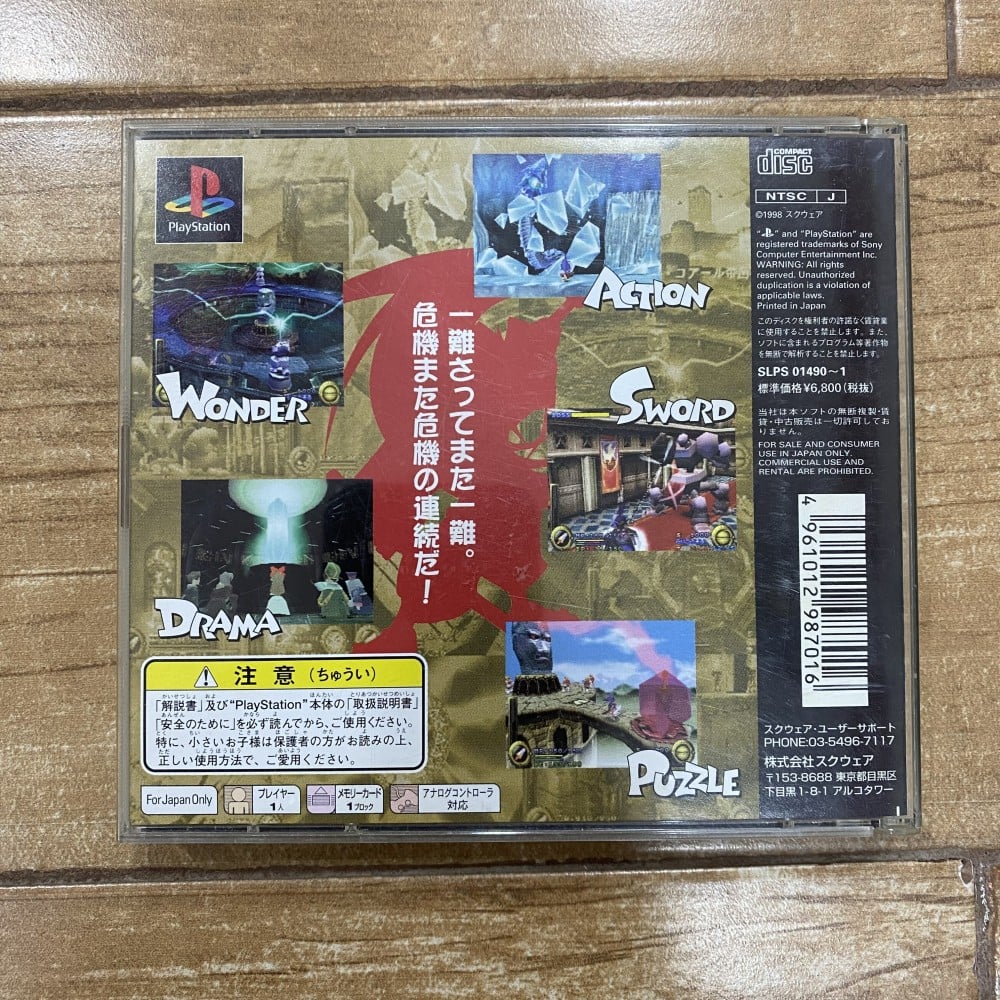 PlayStation
ACTION
WONDER
一難さってまた一難。
危機また危機の連続だ！
SWORD
DRAMA
PUZZLE
注意(ちゅうい)
「解説書」及び“PlayStation”本体の「取扱説明書」
「安全のために」を必ず読んでから、ご使用ください。
特に、小さいお子様は保護者の方がお読みの上、
正しい使用方法で、ご愛用ください。
For Japan Only
プレイヤー
1人
メモリーカード
1ブロック
アナログコントローラ
対応
COMPACT
disc
NTSC J
©1998 スクウェア
“ ” and “PlayStation” are
registered trademarks of Sony
Computer Entertainment Inc.
WARNING: All rights
reserved. Unauthorized
duplication is a violation of
applicable laws.
Printed in Japan
このディスクを権利者の許諾なく賃貸業
に使用することを禁止します。また、
ソフトに含まれるプログラム等著作物
を無断で解析することを禁止します。
SLPS 01490〜1
標準価格¥6,800(税抜)
当社は本ソフトの無断複製・賃
貸・中古販売は一切許可してお
りません。
FOR SALE AND CONSUMER
USE IN JAPAN ONLY.
COMMERCIAL USE AND
RENTAL ARE PROHIBITED.
4 961012 987016
スクウェア・ユーザーサポート
PHONE:03-5496-7117
株式会社スクウェア
〒153-8688 東京都目黒区
下目黒1-8-1 アルコタワー